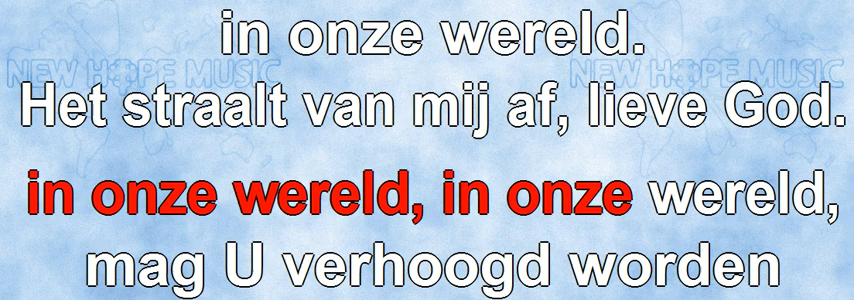 in onze wereld.
NEW HOPE MUSIC NEW HOPE MUSIC
Het straalt van mij af, lieve God.
in onze wereld, in onze wereld,
mag U verhoogd worden